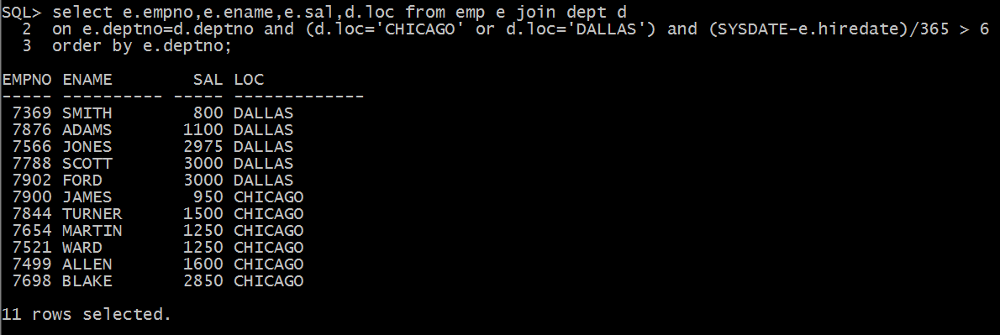 SQL> select e.empno,e.ename,e.sal,d.loc from emp e join dept d
  2  on e.deptno=d.deptno and (d.loc='CHICAGO' or d.loc='DALLAS') and (SYSDATE-e.hiredate)/365 > 6
  3  order by e.deptno;

EMPNO ENAME        SAL LOC
----- ---------- ----- -------------
 7369 SMITH        800 DALLAS
 7876 ADAMS       1100 DALLAS
 7566 JONES       2975 DALLAS
 7788 SCOTT       3000 DALLAS
 7902 FORD        3000 DALLAS
 7900 JAMES        950 CHICAGO
 7844 TURNER      1500 CHICAGO
 7654 MARTIN      1250 CHICAGO
 7521 WARD        1250 CHICAGO
 7499 ALLEN       1600 CHICAGO
 7698 BLAKE       2850 CHICAGO

11 rows selected.